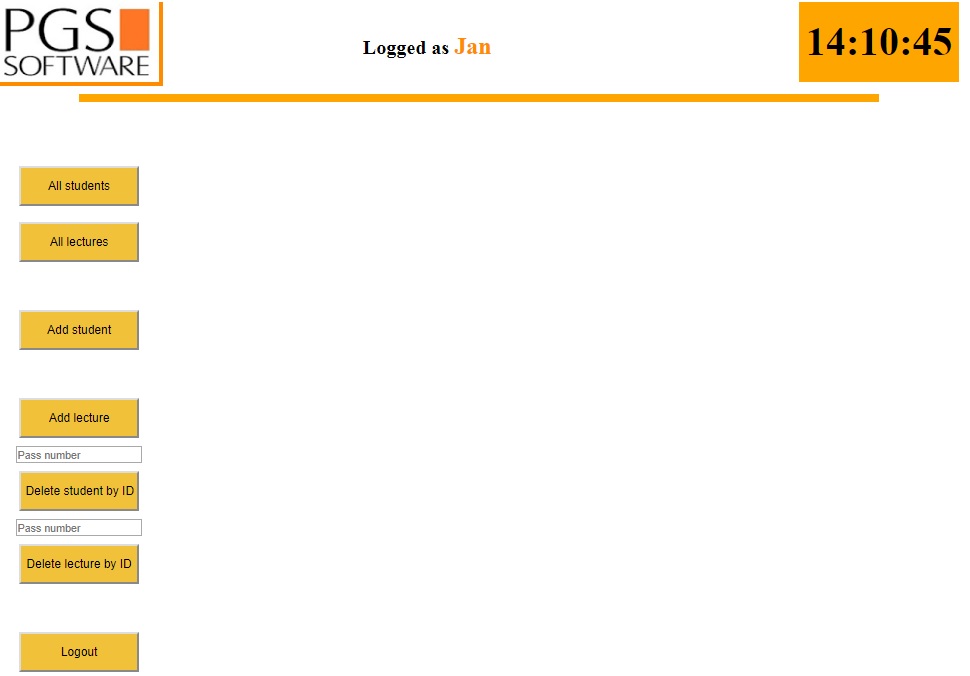 PGS
SOFTWARE
Logged as Jan
14:10:45
All students
All lectures
Add student
Add lecture
Pass number
Delete student by ID
Pass number
Delete lecture by ID
Logout